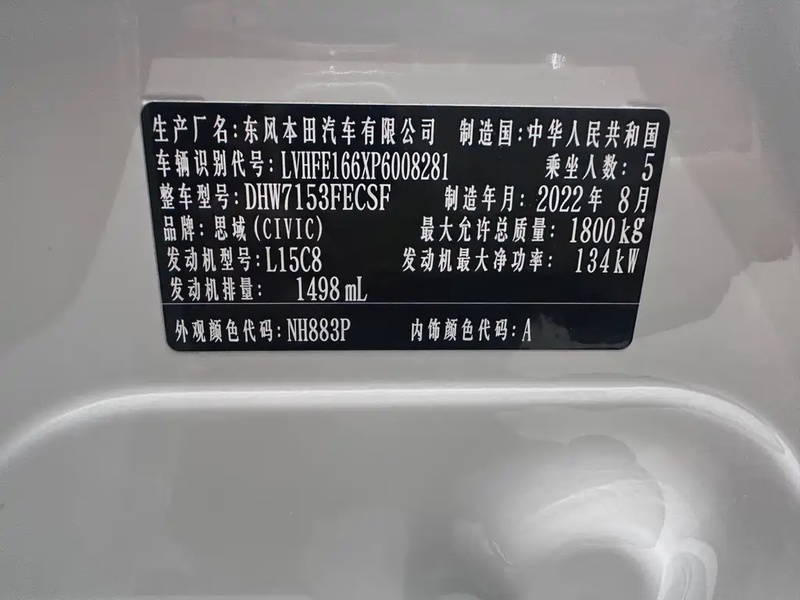 生产厂名:东风本田汽车有限公司 制造国:中华人民共和国
车辆识别代号:LVHFE166XP6008281 乘坐人数:5
整车型号:DHW7153FECSF 制造年月:2022年8月
品牌:思域(CIVIC) 最大允许总质量:1800kg
发动机型号:L15C8 发动机最大净功率:134kW
发动机排量:1498mL
外观颜色代码:NH883P 内饰颜色代码:A